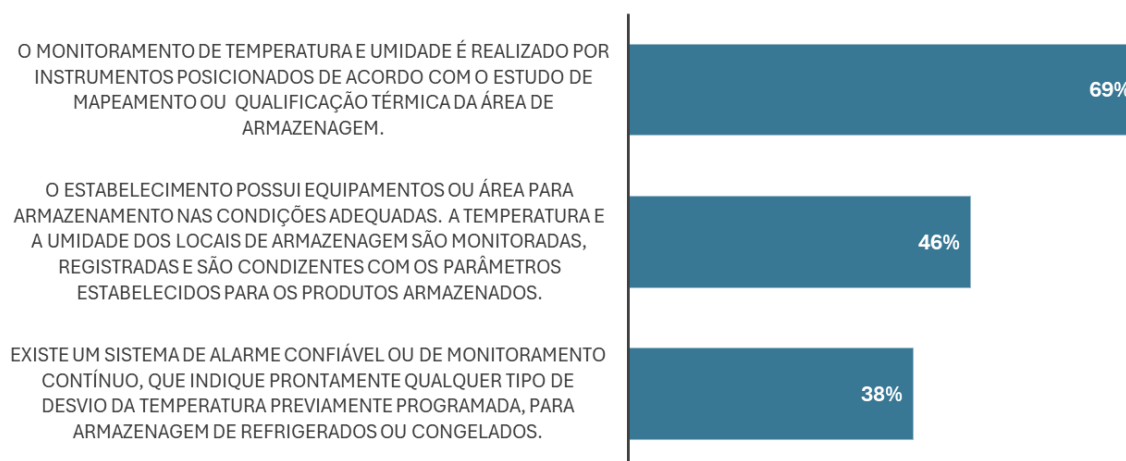 O MONITORAMENTO DE TEMPERATURA E UMIDADE É REALIZADO POR
INSTRUMENTOS POSICIONADOS DE ACORDO COM O ESTUDO DE
MAPEAMENTO OU QUALIFICAÇÃO TÉRMICA DA ÁREA DE
ARMAZENAGEM.
69%
O ESTABELECIMENTO POSSUI EQUIPAMENTOS OU ÁREA PARA
ARMAZENAMENTO NAS CONDIÇÕES ADEQUADAS. A TEMPERATURA E
A UMIDADE DOS LOCAIS DE ARMAZENAGEM SÃO MONITORADAS,
REGISTRADAS E SÃO CONDIZENTES COM OS PARÂMETROS
ESTABELECIDOS PARA OS PRODUTOS ARMAZENADOS.
46%
EXISTE UM SISTEMA DE ALARME CONFIÁVEL OU DE MONITORAMENTO
CONTÍNUO, QUE INDIQUE PRONTAMENTE QUALQUER TIPO DE
DESVIO DA TEMPERATURA PREVIAMENTE PROGRAMADA, PARA
ARMAZENAGEM DE REFRIGERADOS OU CONGELADOS.
38%